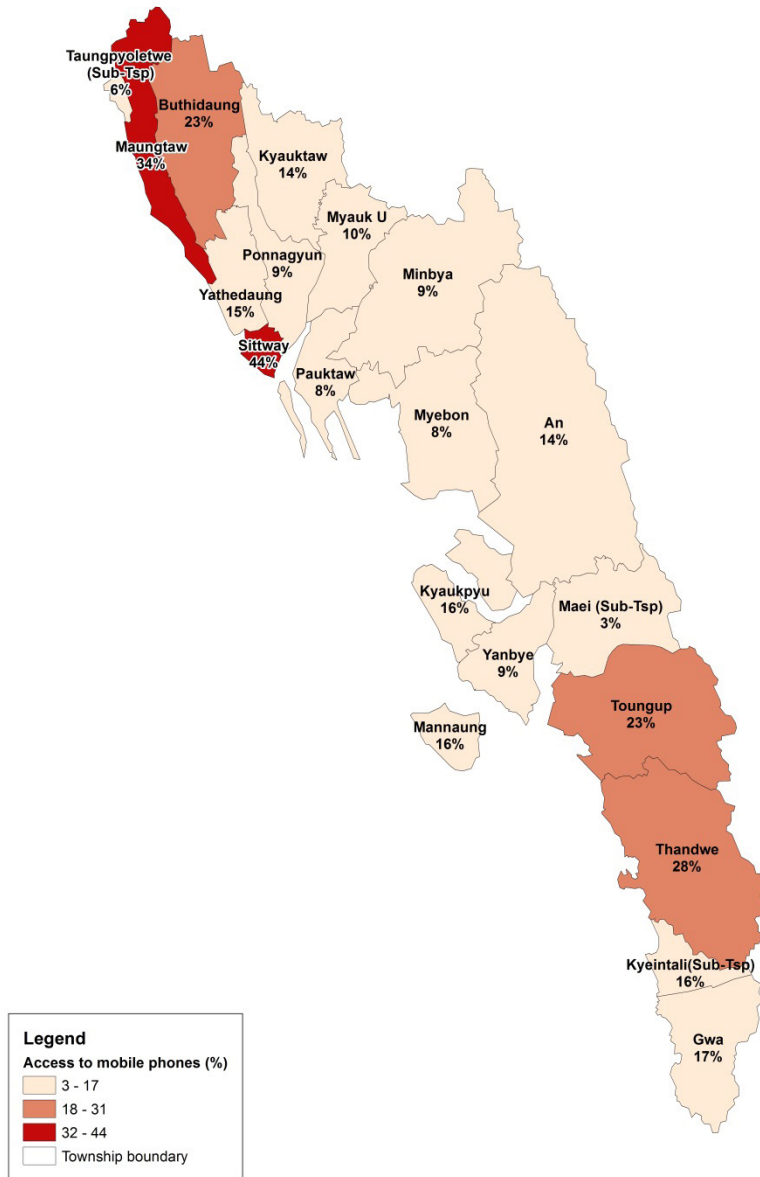 Taungpyoletwe
(Sub-Tsp)
6%
Buthidaung
23%
Maungtaw
34%
Kyauktaw
14%
Myauk U
10%
Ponnagyun
9%
Minbya
9%
Yathedaung
15%
Sittway
44%
Pauktaw
8%
Myebon
8%
An
14%
Kyaukpyu
16%
Maei (Sub-Tsp)
3%
Yanbye
9%
Mannaung
16%
Toungup
23%
Thandwe
28%
Kyeintali(Sub-Tsp)
16%
Gwa
17%
Legend
Access to mobile phones (%)
3 - 17
18 - 31
32 - 44
Township boundary